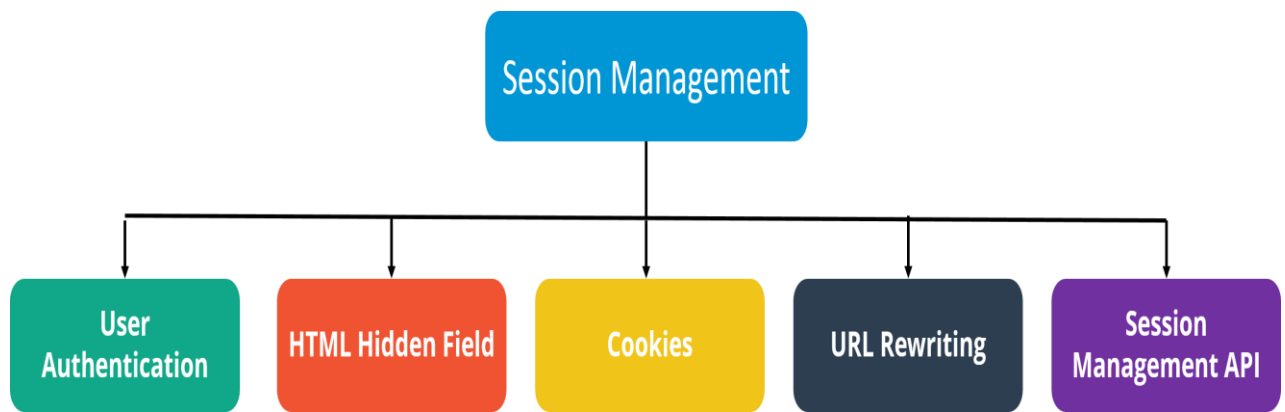 Session Management
User
Authentication
HTML Hidden Field
Cookies
URL Rewriting
Session
Management API